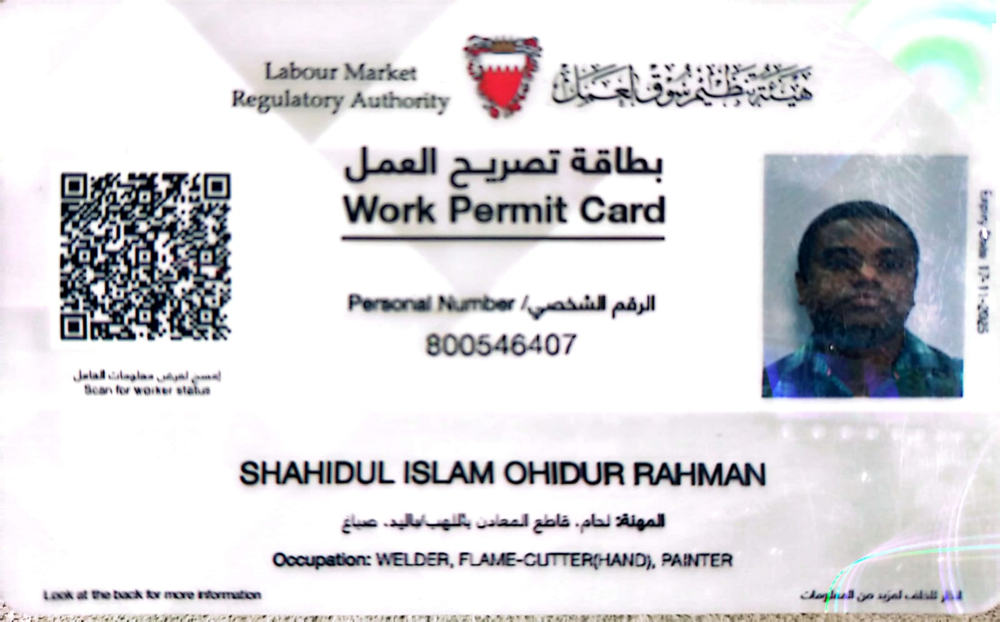 Labour Market
Regulatory Authority
هيئة تنظيم سوق العمل
بطاقة تصريح العمل
Work Permit Card
Personal Number / الرقم الشخصي
800546407
Expiry Date 17-11-2025
إمسح لعرض معلومات العامل
Scan for worker status
SHAHIDUL ISLAM OHIDUR RAHMAN
المهنة: لحام، قاطع المعادن باللهب/باليد، صباغ
Occupation: WELDER, FLAME-CUTTER(HAND), PAINTER
Look at the back for more information
انظر للخلف لمزيد من المعلومات